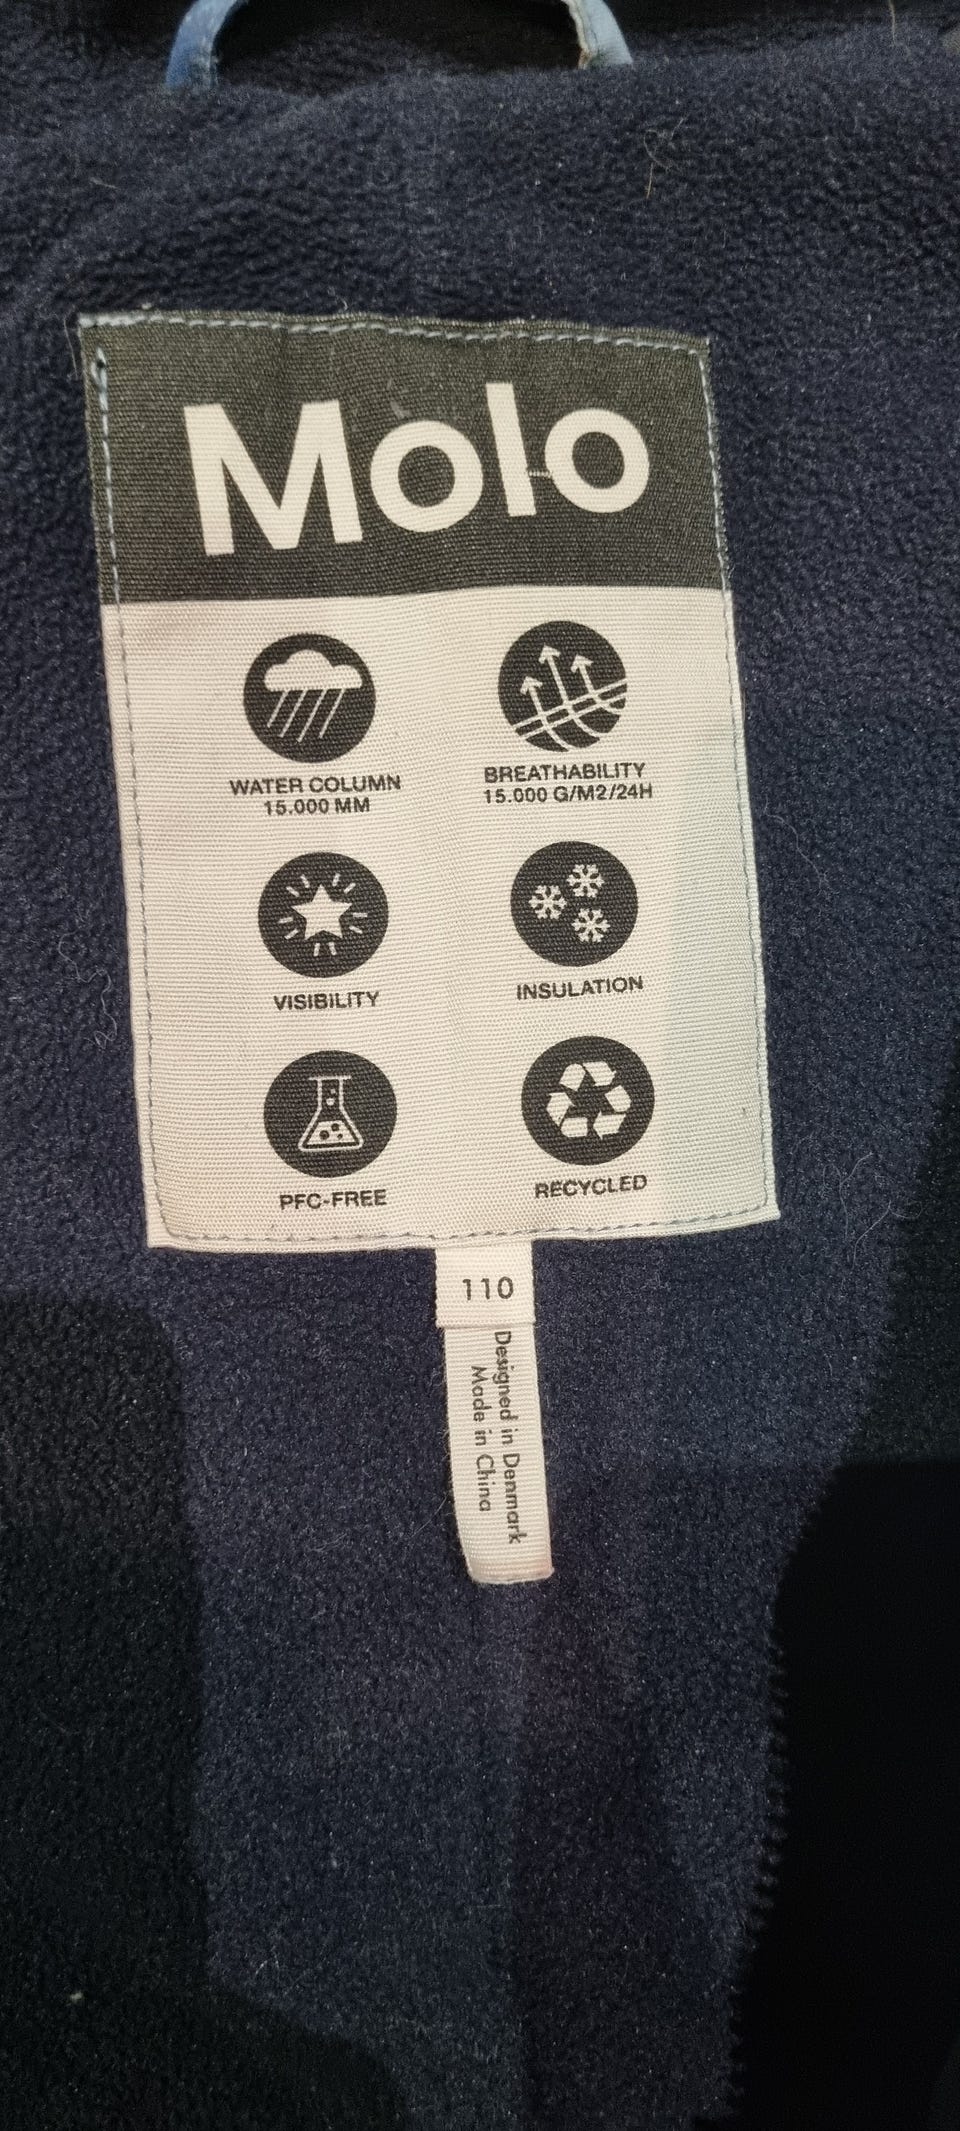 Molo
WATER COLUMN
15.000 MM
BREATHABILITY
15.000 G/M2/24H
VISIBILITY
INSULATION
PFC-FREE
RECYCLED
110
Designed in Denmark
Made in China